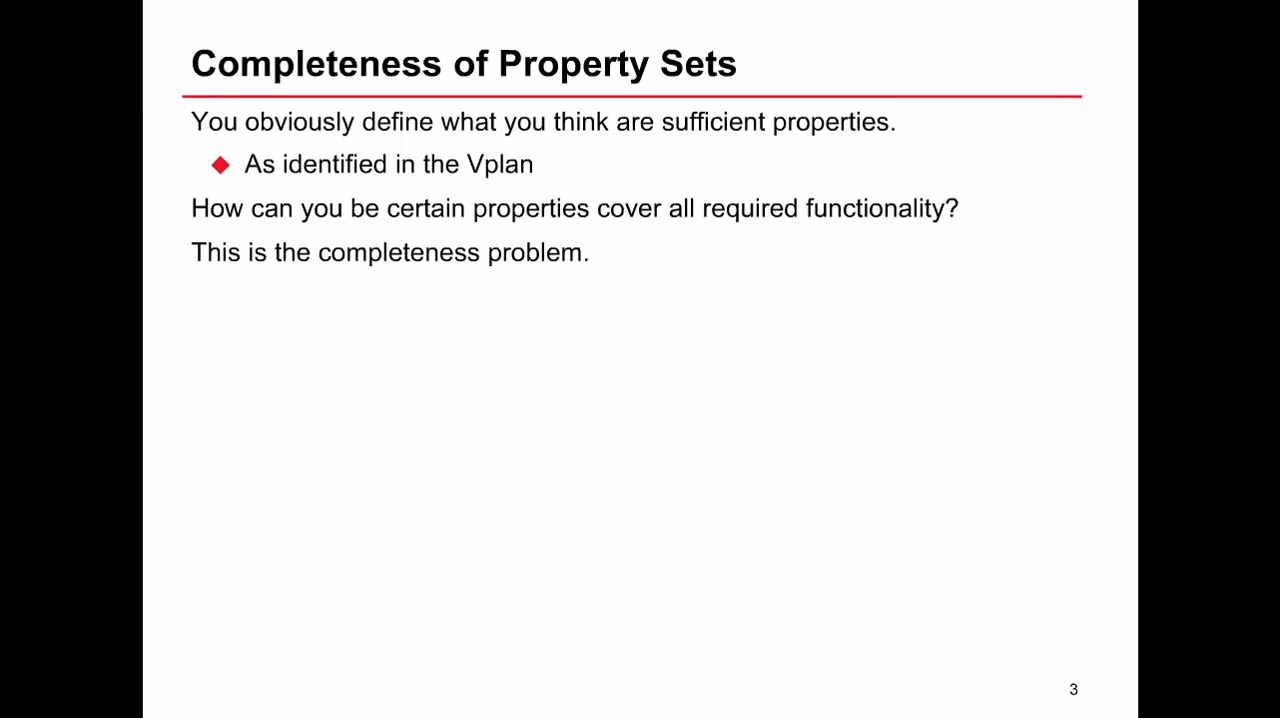 Completeness of Property Sets
You obviously define what you think are sufficient properties.
As identified in the Vplan
How can you be certain properties cover all required functionality?
This is the completeness problem.
3